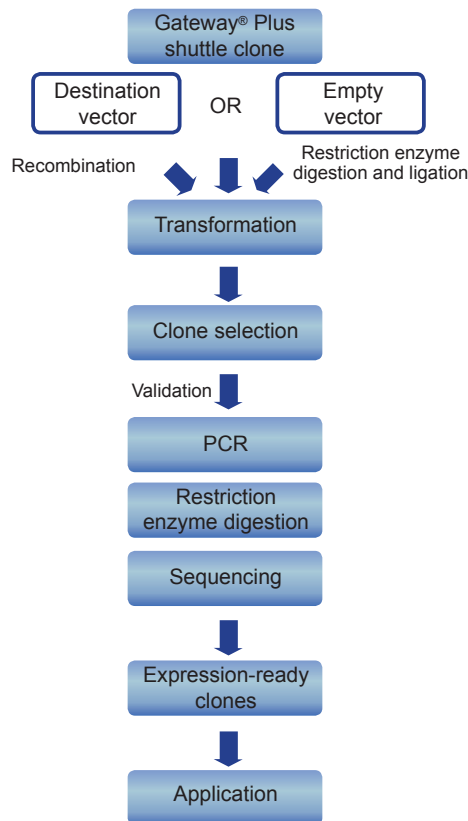 Gateway® Plus
shuttle clone
Destination
vector
OR
Empty
vector
Recombination
Restriction enzyme
digestion and ligation
Transformation
Clone selection
Validation
PCR
Restriction
enzyme digestion
Sequencing
Expression-ready
clones
Application